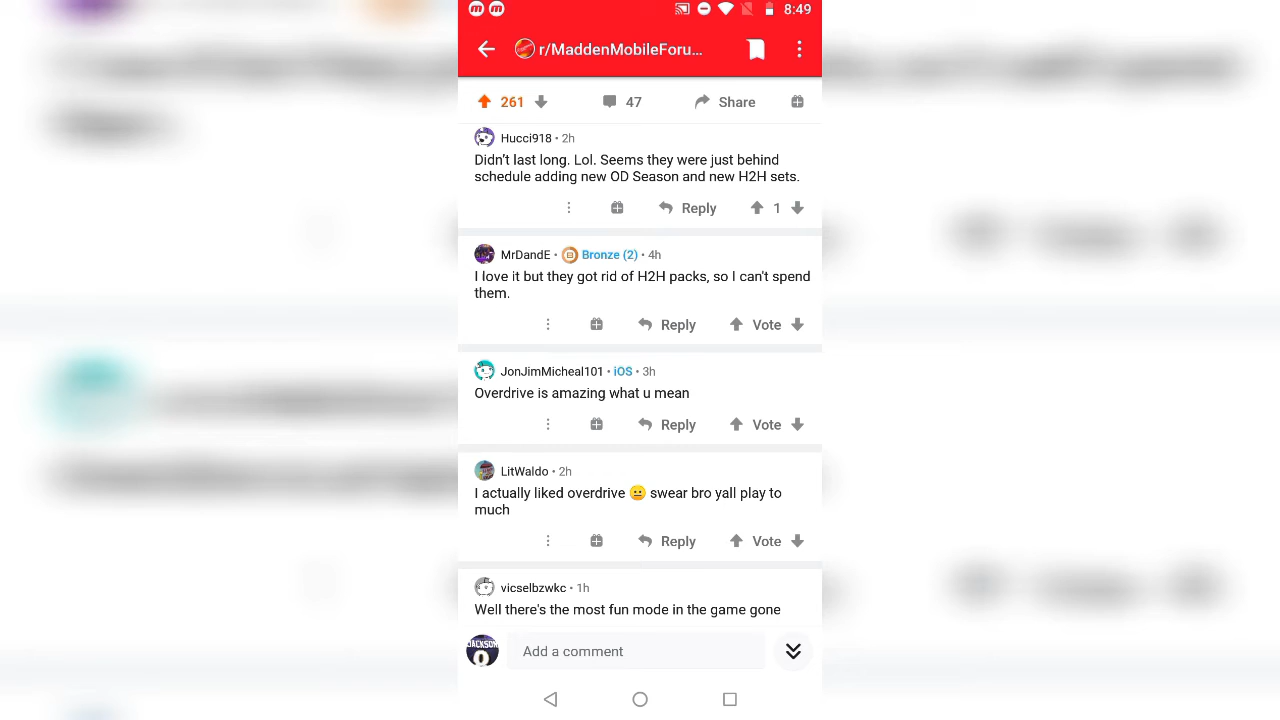 8:49
r/MaddenMobileForu...
261
47
Share
Hucci918 • 2h
Didn't last long. Lol. Seems they were just behind
schedule adding new OD Season and new H2H sets.
Reply
1
MrDandE • Bronze (2) • 4h
I love it but they got rid of H2H packs, so I can't spend
them.
Reply
Vote
JonJimMicheal101 • iOS • 3h
Overdrive is amazing what u mean
Reply
Vote
LitWaldo • 2h
I actually liked overdrive 😐 swear bro yall play to
much
Reply
Vote
vicselbzwkc • 1h
Well there's the most fun mode in the game gone
JACKSON
Add a comment